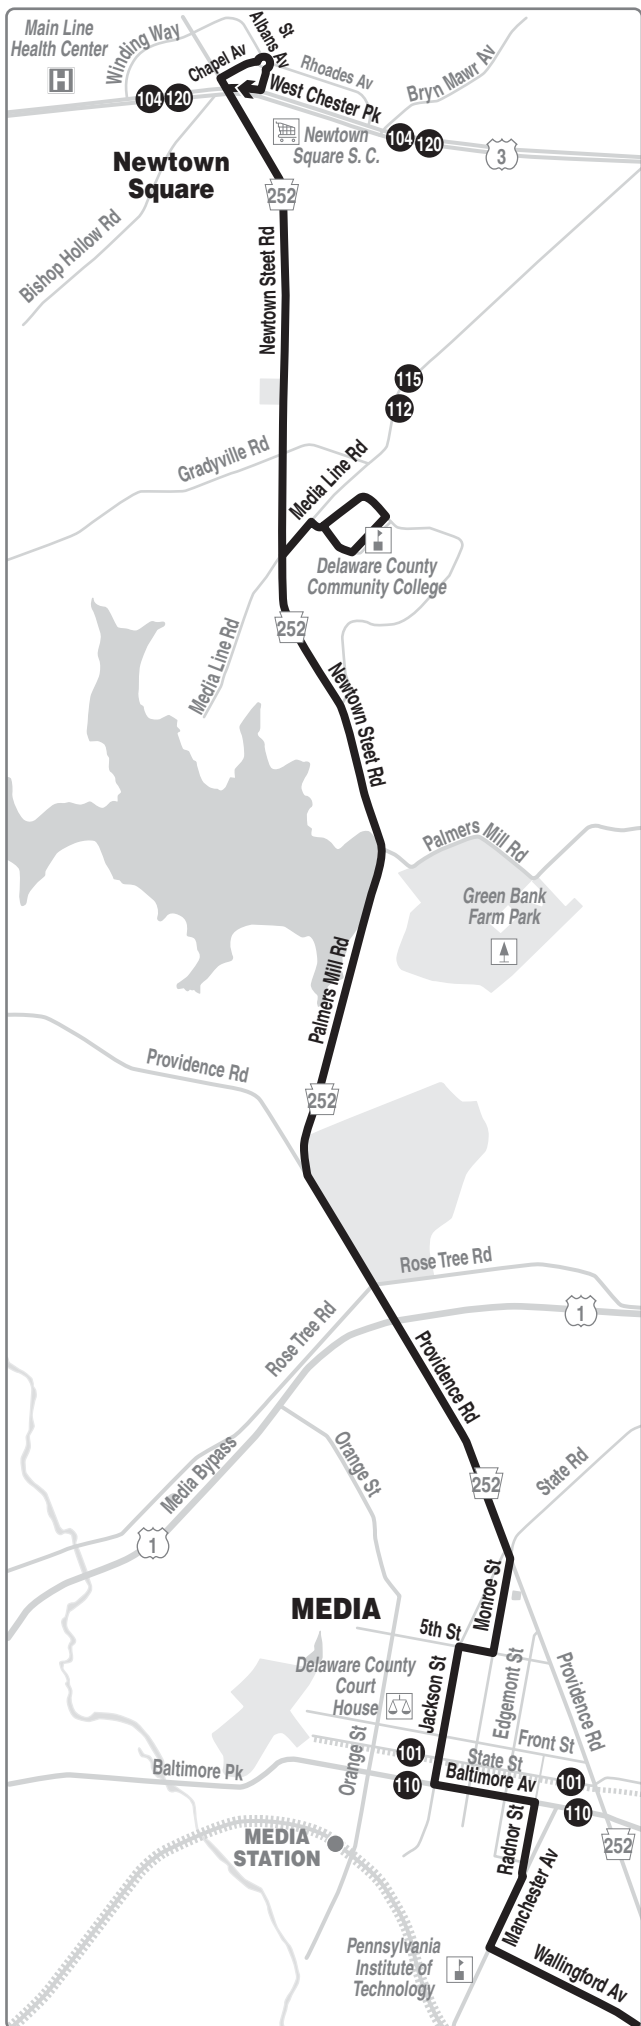 Main Line
Health Center
H
Winding Way
Chapel Av
St
Albans Av
Rhoades Av
Bryn Mawr Av
104
120
West Chester Pk
Newtown
Square S. C.
104
120
3
Newtown
Square
252
Bishop Hollow Rd
Newtown Steet Rd
115
112
Gradyville Rd
Media Line Rd
Delaware County
Community College
252
Media Line Rd
Newtown Steet Rd
Palmers Mill Rd
Green Bank
Farm Park
Palmers Mill Rd
Providence Rd
252
Rose Tree Rd
1
Rose Tree Rd
Providence Rd
Media Bypass
Orange St
252
State Rd
1
MEDIA
Monroe St
5th St
Delaware County
Court
House
Jackson St
Edgemont St
Providence Rd
Front St
State St
Orange St
101
Baltimore Pk
Baltimore Av
101
110
110
Radnor St
252
MEDIA
STATION
Manchester Av
Pennsylvania
Institute of
Technology
Wallingford Av